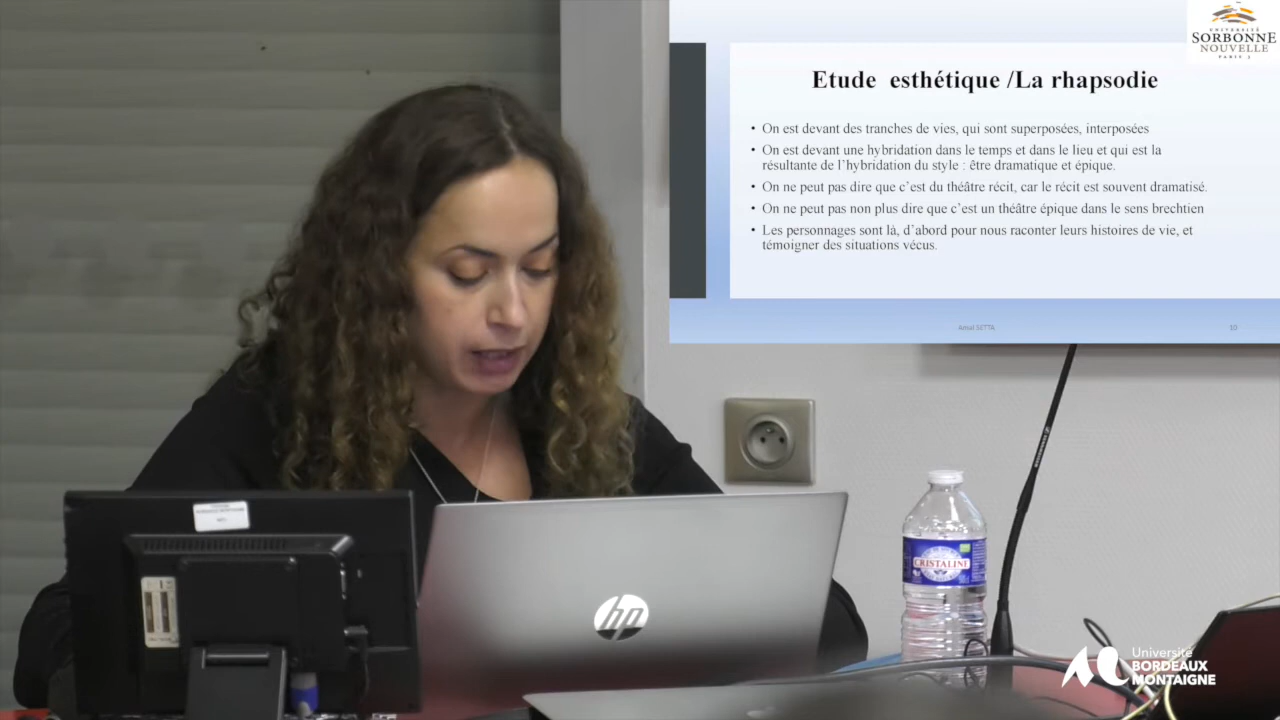 UNIVERSITÉ
SORBONNE
NOUVELLE
PARIS 3
Etude esthétique /La rhapsodie
• On est devant des tranches de vies, qui sont superposées, interposées
• On est devant une hybridation dans le temps et dans le lieu et qui est la
résultante de l'hybridation du style : être dramatique et épique.
• On ne peut pas dire que c'est du théâtre récit, car le récit est souvent dramatisé.
• On ne peut pas non plus dire que c'est un théâtre épique dans le sens brechtien
• Les personnages sont là, d'abord pour nous raconter leurs histoires de vie, et
témoigner des situations vécus.
Amal SETTA
10
hp
CRISTALINE
Université
BORDEAUX
MONTAIGNE